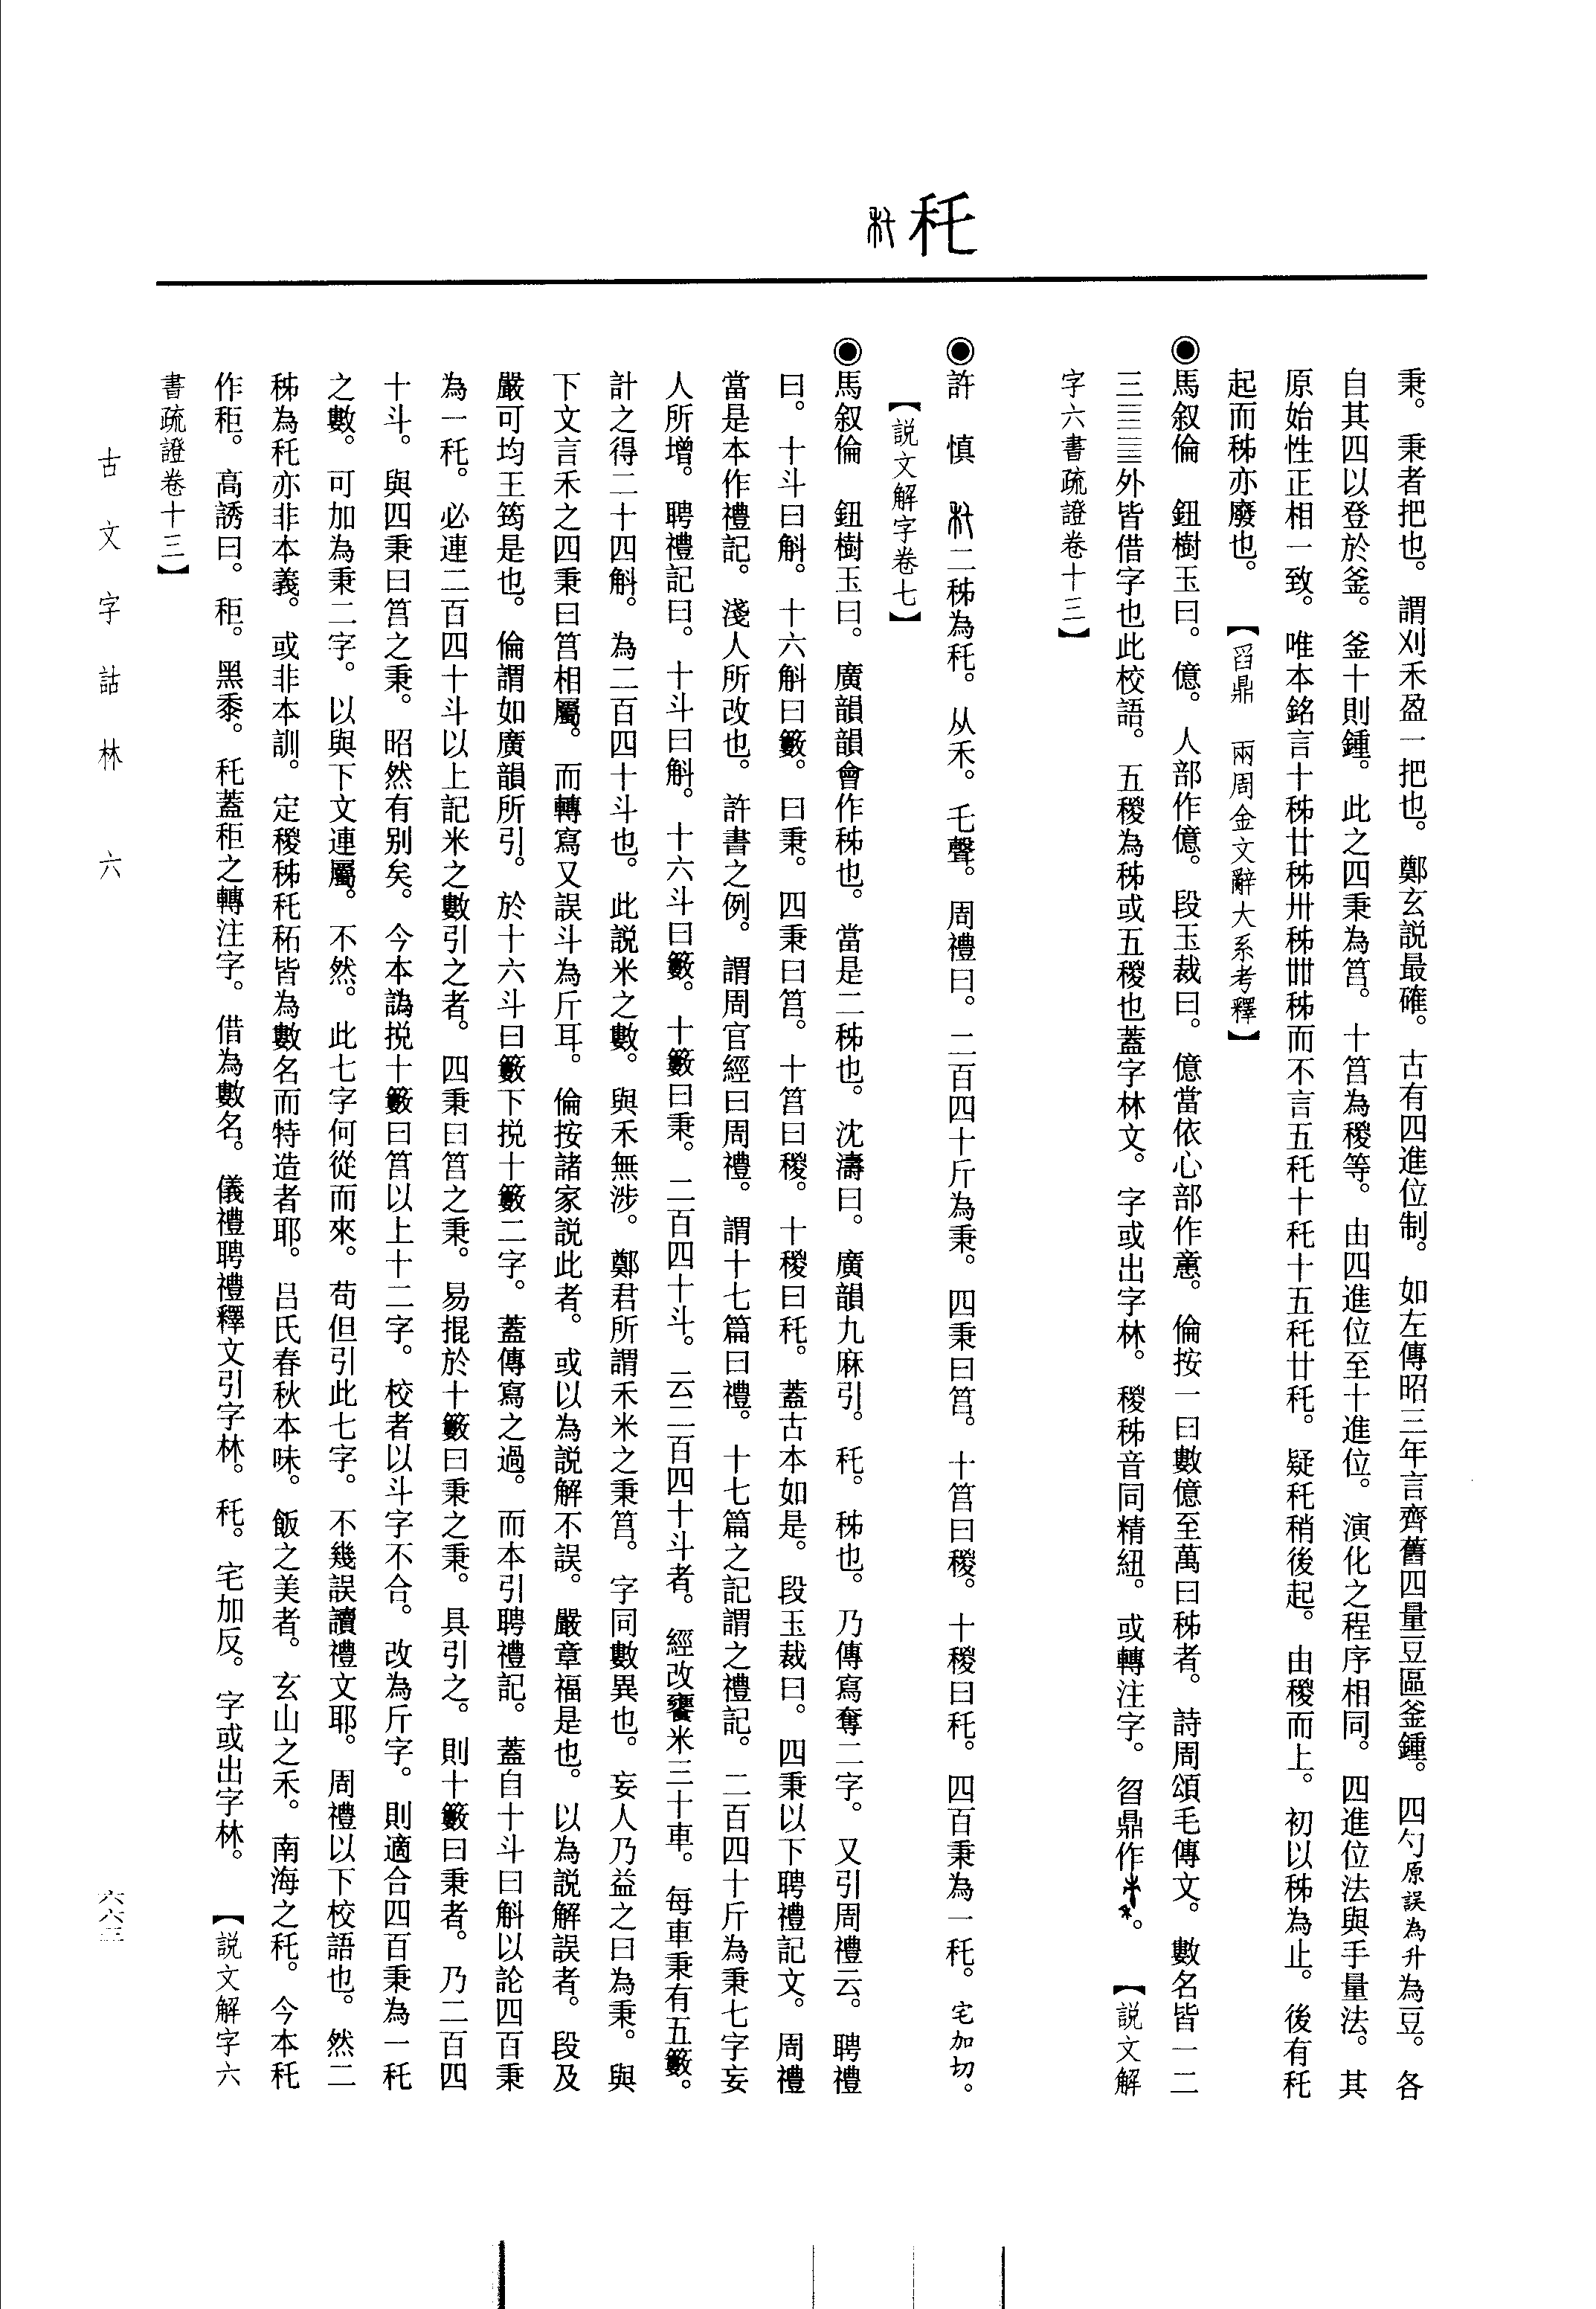 秅
秉。秉者把也。謂刈禾盈一把也。鄭玄説最確。古有四進位制。如左傳昭三年言齊舊四量豆區釜鍾。四勺原誤為升為豆。各
自其四以登於釜。釜十則鍾。此之四秉為筥。十筥為稯等。由四進位至十進位。演化之程序相同。四進位法與手量法。其
原始性正相一致。唯本銘言十秭廿秭卅秭卌秭而不言五秅十秅十五秅廿秅。疑秅稍後起。由稯而上。初以秭為止。後有秅
起而秭亦廢也。【舀鼎 兩周金文辭大系考釋】
◉馬叙倫 鈕樹玉曰。億。人部作億。段玉裁曰。億當依心部作𢡃。倫按一曰數億至萬曰秭者。詩周頌毛傳文。數名皆一二
三亖外皆借字也此校語。五稯為秭或五稯也蓋字林文。字或出字林。稯秭音同精紐。或轉注字。舀鼎作。【説文解
字六書疏證卷十三】
◉許 慎 二秭為秅。从禾。乇聲。周禮曰。二百四十斤為秉。四秉曰筥。十筥曰稯。十稯曰秅。四百秉為一秅。宅加切。
【説文解字卷七】
◉馬叙倫 鈕樹玉曰。廣韻韻會作秭也。當是二秭也。沈濤曰。廣韻九麻引。秅。秭也。乃傳寫奪二字。又引周禮云。聘禮
曰。十斗曰斛。十六斛曰籔。曰秉。四秉曰筥。十筥曰稯。十稯曰秅。蓋古本如是。段玉裁曰。四秉以下聘禮記文。周禮
當是本作禮記。淺人所改也。許書之例。謂周官經曰周禮。謂十七篇曰禮。十七篇之記謂之禮記。二百四十斤為秉七字妄
人所增。聘禮記曰。十斗曰斛。十六斗曰籔。十籔曰秉。二百四十斗。云二百四十斗者。經改饔米三十車。每車秉有五籔。
計之得二十四斛。為二百四十斗也。此説米之數。與禾無涉。鄭君所謂禾米之秉筥。字同數異也。妄人乃益之曰為秉。與
下文言禾之四秉曰筥相屬。而轉寫又誤斗為斤耳。倫按諸家説此者。或以為説解不誤。嚴章福是也。以為説解誤者。段及
嚴可均王筠是也。倫謂如廣韻所引。於十六斗曰籔下挩十籔二字。蓋傳寫之過。而本引聘禮記。蓋自十斗曰斛以論四百秉
為一秅。必連二百四十斗以上記米之數引之者。四秉曰筥之秉。易掍於十籔曰秉之秉。具引之。則十籔曰秉者。乃二百四
十斗。與四秉曰筥之秉。昭然有别矣。今本譌挩十籔曰筥以上十二字。校者以斗字不合。改為斤字。則適合四百秉為一秅
之數。可加為秉二字。以與下文連屬。不然。此七字何從而來。苟但引此七字。不幾誤讀禮文耶。周禮以下校語也。然二
秭為秅亦非本義。或非本訓。定稯秭秅䄷皆為數名而特造者耶。吕氏春秋本味。飯之美者。玄山之禾。南海之秅。今本秅
作秬。高誘曰。秬。黑黍。秅蓋秬之轉注字。借為數名。儀禮聘禮釋文引字林。秅。宅加反。字或出字林。【説文解字六
書疏證卷十三】
古文字詁林 六
六六三